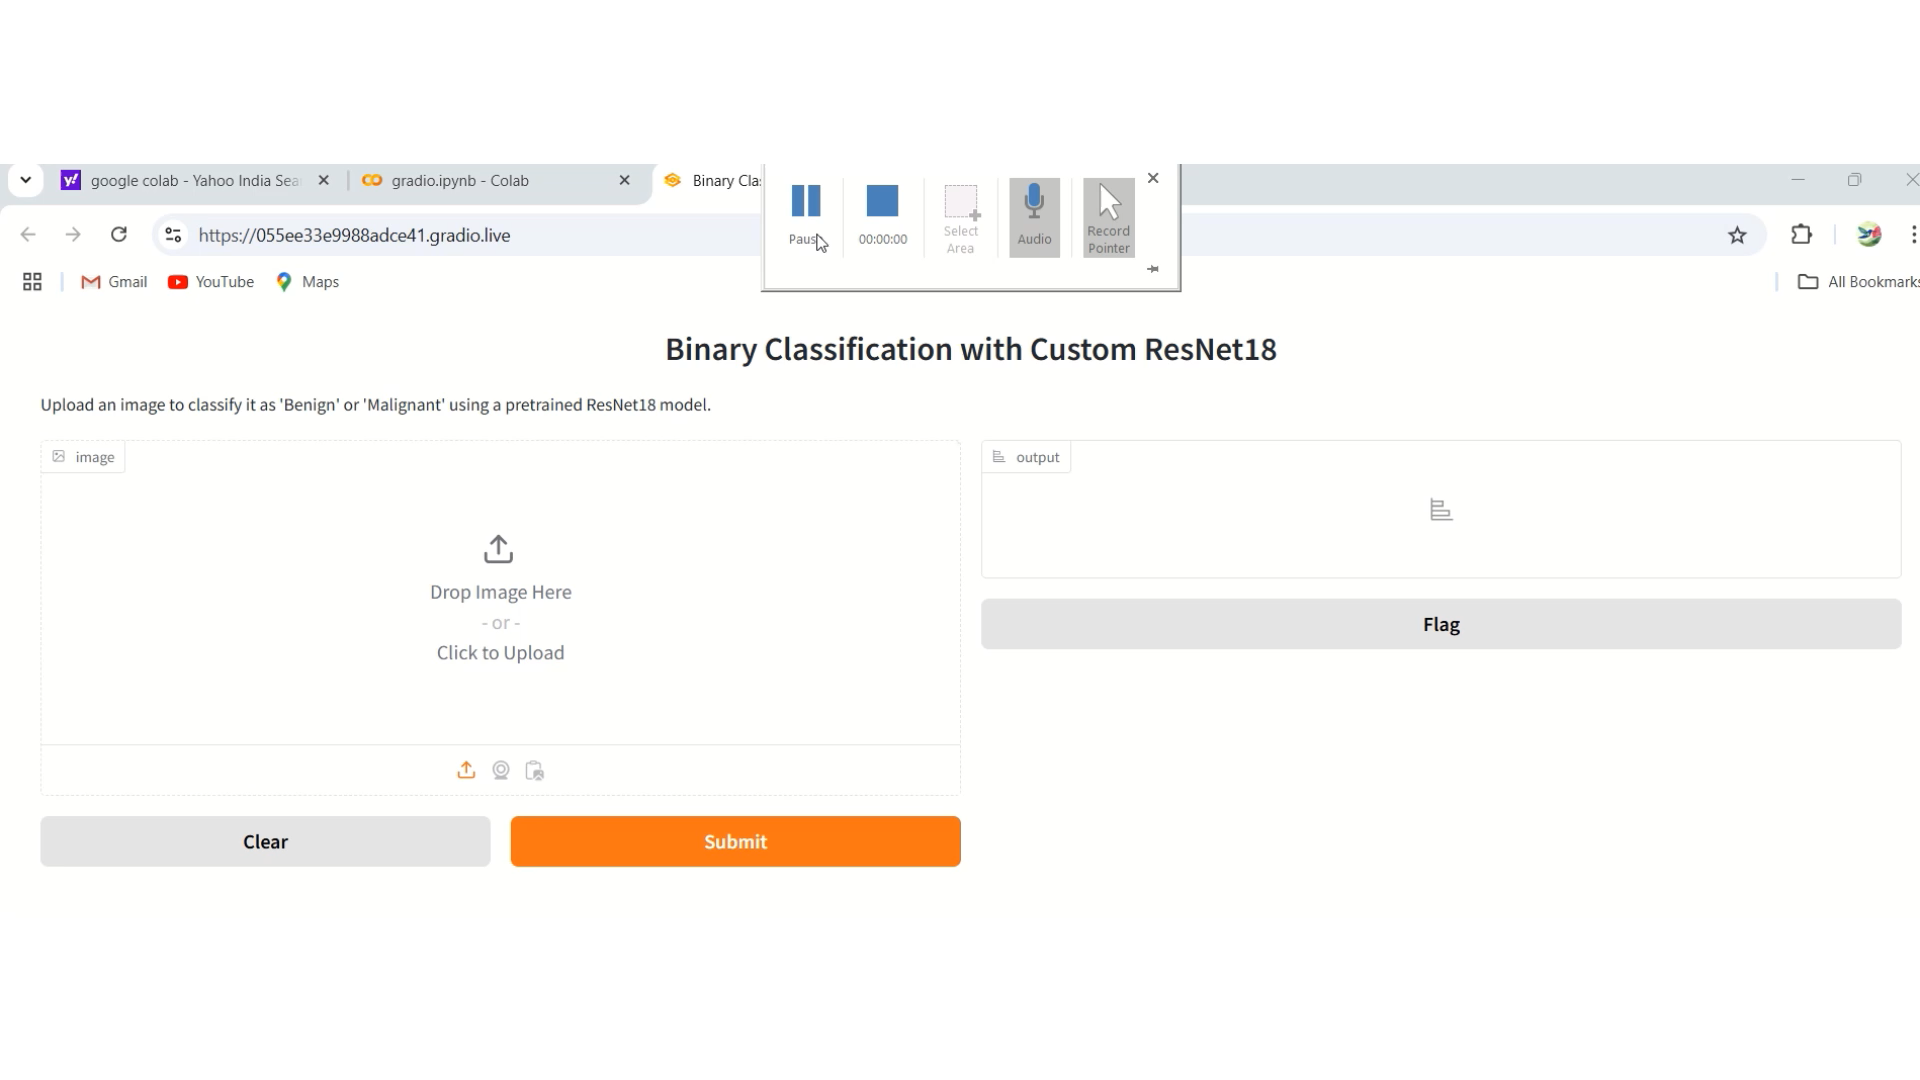 google colab - Yahoo India Sea
gradio.ipynb - Colab
Binary Cla
Pause
00:00:00
Select
Area
Audio
Record
Pointer
https://055ee33e9988adce41.gradio.live
Gmail
YouTube
Maps
All Bookmarks
Binary Classification with Custom ResNet18
Upload an image to classify it as 'Benign' or 'Malignant' using a pretrained ResNet18 model.
image
Drop Image Here
- or -
Click to Upload
Clear
Submit
output
Flag